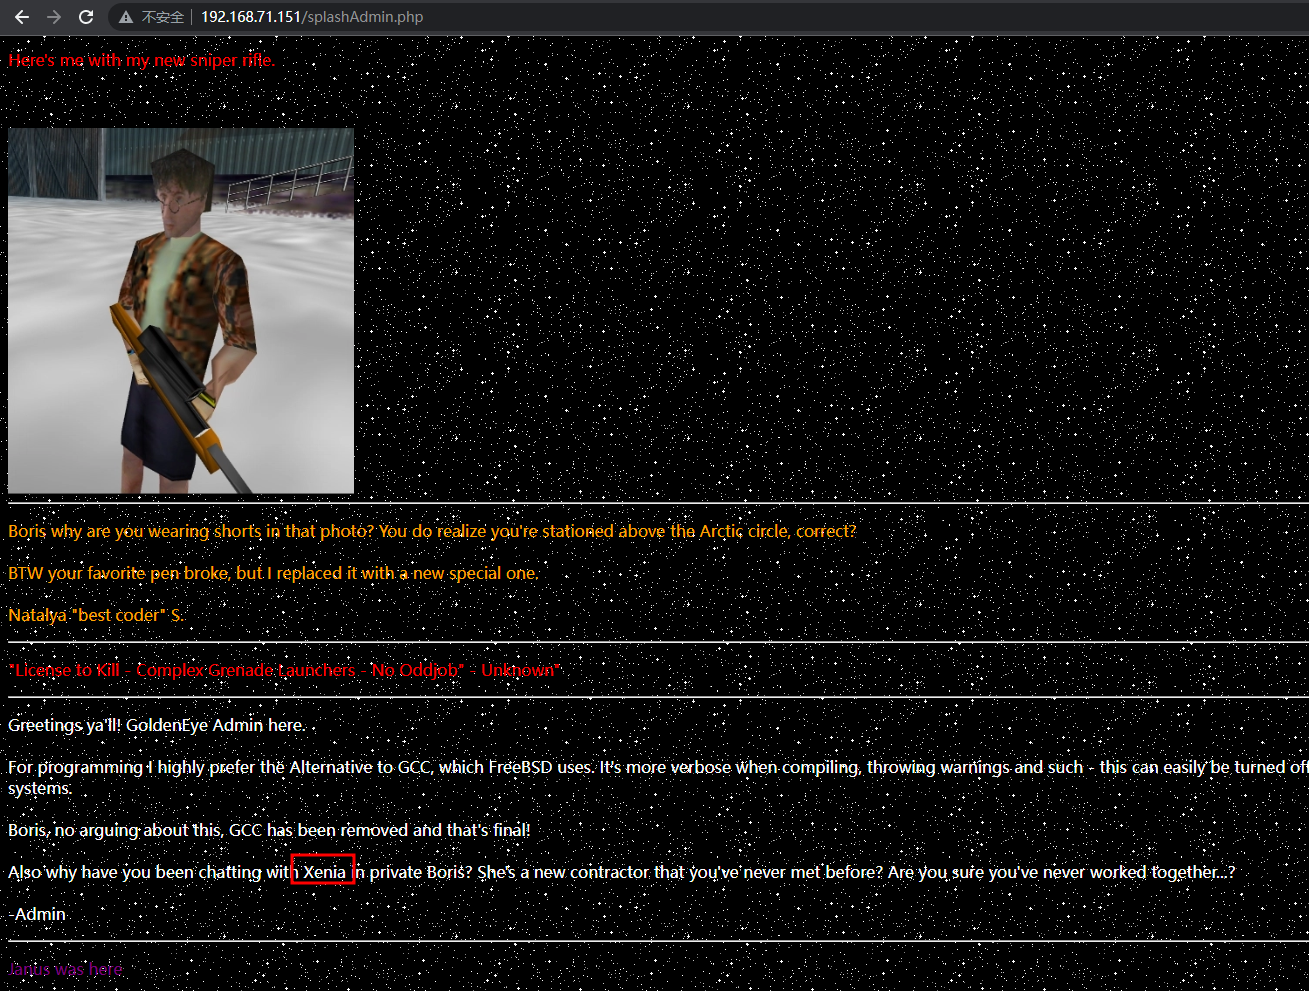 不安全 192.168.71.151/splashAdmin.php
Here's me with my new sniper rifle.
Boris why are you wearing shorts in that photo? You do realize you're stationed above the Arctic circle, correct?
BTW your favorite pen broke, but I replaced it with a new special one.
Natalya "best coder" S.
"License to Kill - Complex Grenade Launchers - No Oddjob" - Unknown"
Greetings ya'll! GoldenEye Admin here.
For programming I highly prefer the Alternative to GCC, which FreeBSD uses. It's more verbose when compiling, throwing warnings and such - this can easily be turned off
systems.
Boris, no arguing about this, GCC has been removed and that's final!
Also why have you been chatting with Xenia in private Boris? She's a new contractor that you've never met before? Are you sure you've never worked together...?
-Admin
Janus was here